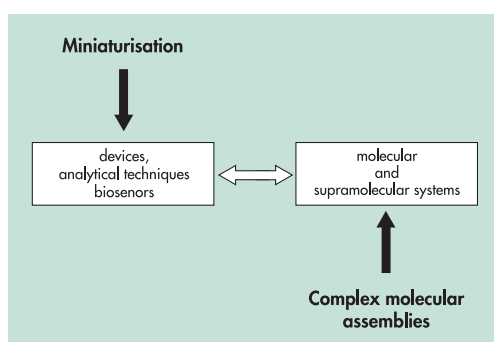 Miniaturisation
devices,
analytical techniques
biosenors
molecular
and
supramolecular systems
Complex molecular
assemblies